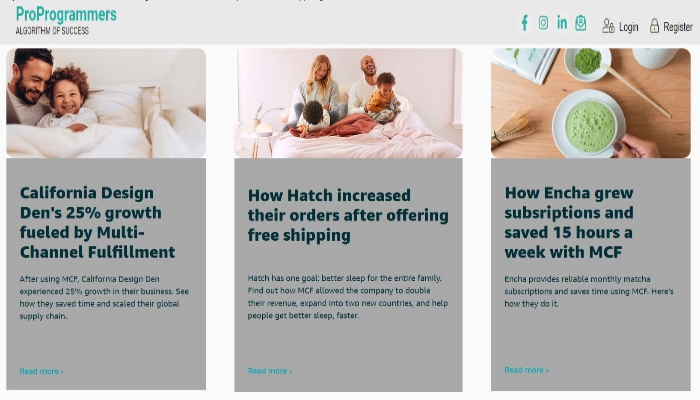 ProProgrammers
ALGORITHM OF SUCCESS
Login
Register
California Design
Den's 25% growth
fueled by Multi-
Channel Fulfillment
After using MCF, California Design Den
experienced 25% growth in their business. See
how they saved time and scaled their global
supply chain.
Read more ›
How Hatch increased
their orders after offering
free shipping
Hatch has one goal: better sleep for the entire family.
Find out how MCF allowed the company to double
their revenue, expand into two new countries, and help
people get better sleep, faster.
Read more ›
How Encha grew
subsriptions and
saved 15 hours a
week with MCF
Encha provides reliable monthly matcha
subscriptions and saves time using MCF. Here's
how they do it.
Read more ›